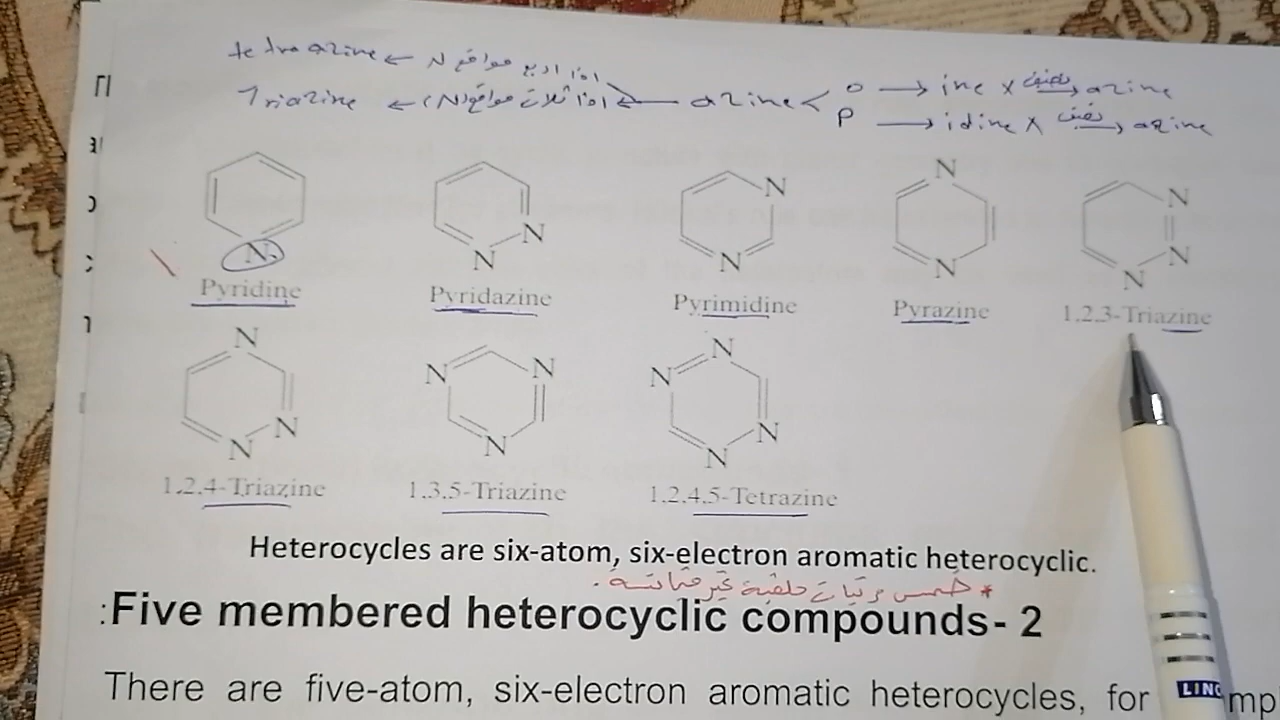 tetraazine ← N اذا اربع مواقع
Triazine ← (N) اذا ثلاث مواقع ← azine < o → ine x نضيف azine
P → idine x نضيف azine
N N N N N N N N N N
Pyridine Pyridazine Pyrimidine Pyrazine 1,2,3-Triazine
N N N N N N N N N N
1,2,4-Triazine 1,3,5-Triazine 1,2,4,5-Tetrazine
Heterocycles are six-atom, six-electron aromatic heterocyclic.
:Five membered heterocyclic compounds- 2
There are five-atom, six-electron aromatic heterocycles, for
LINC